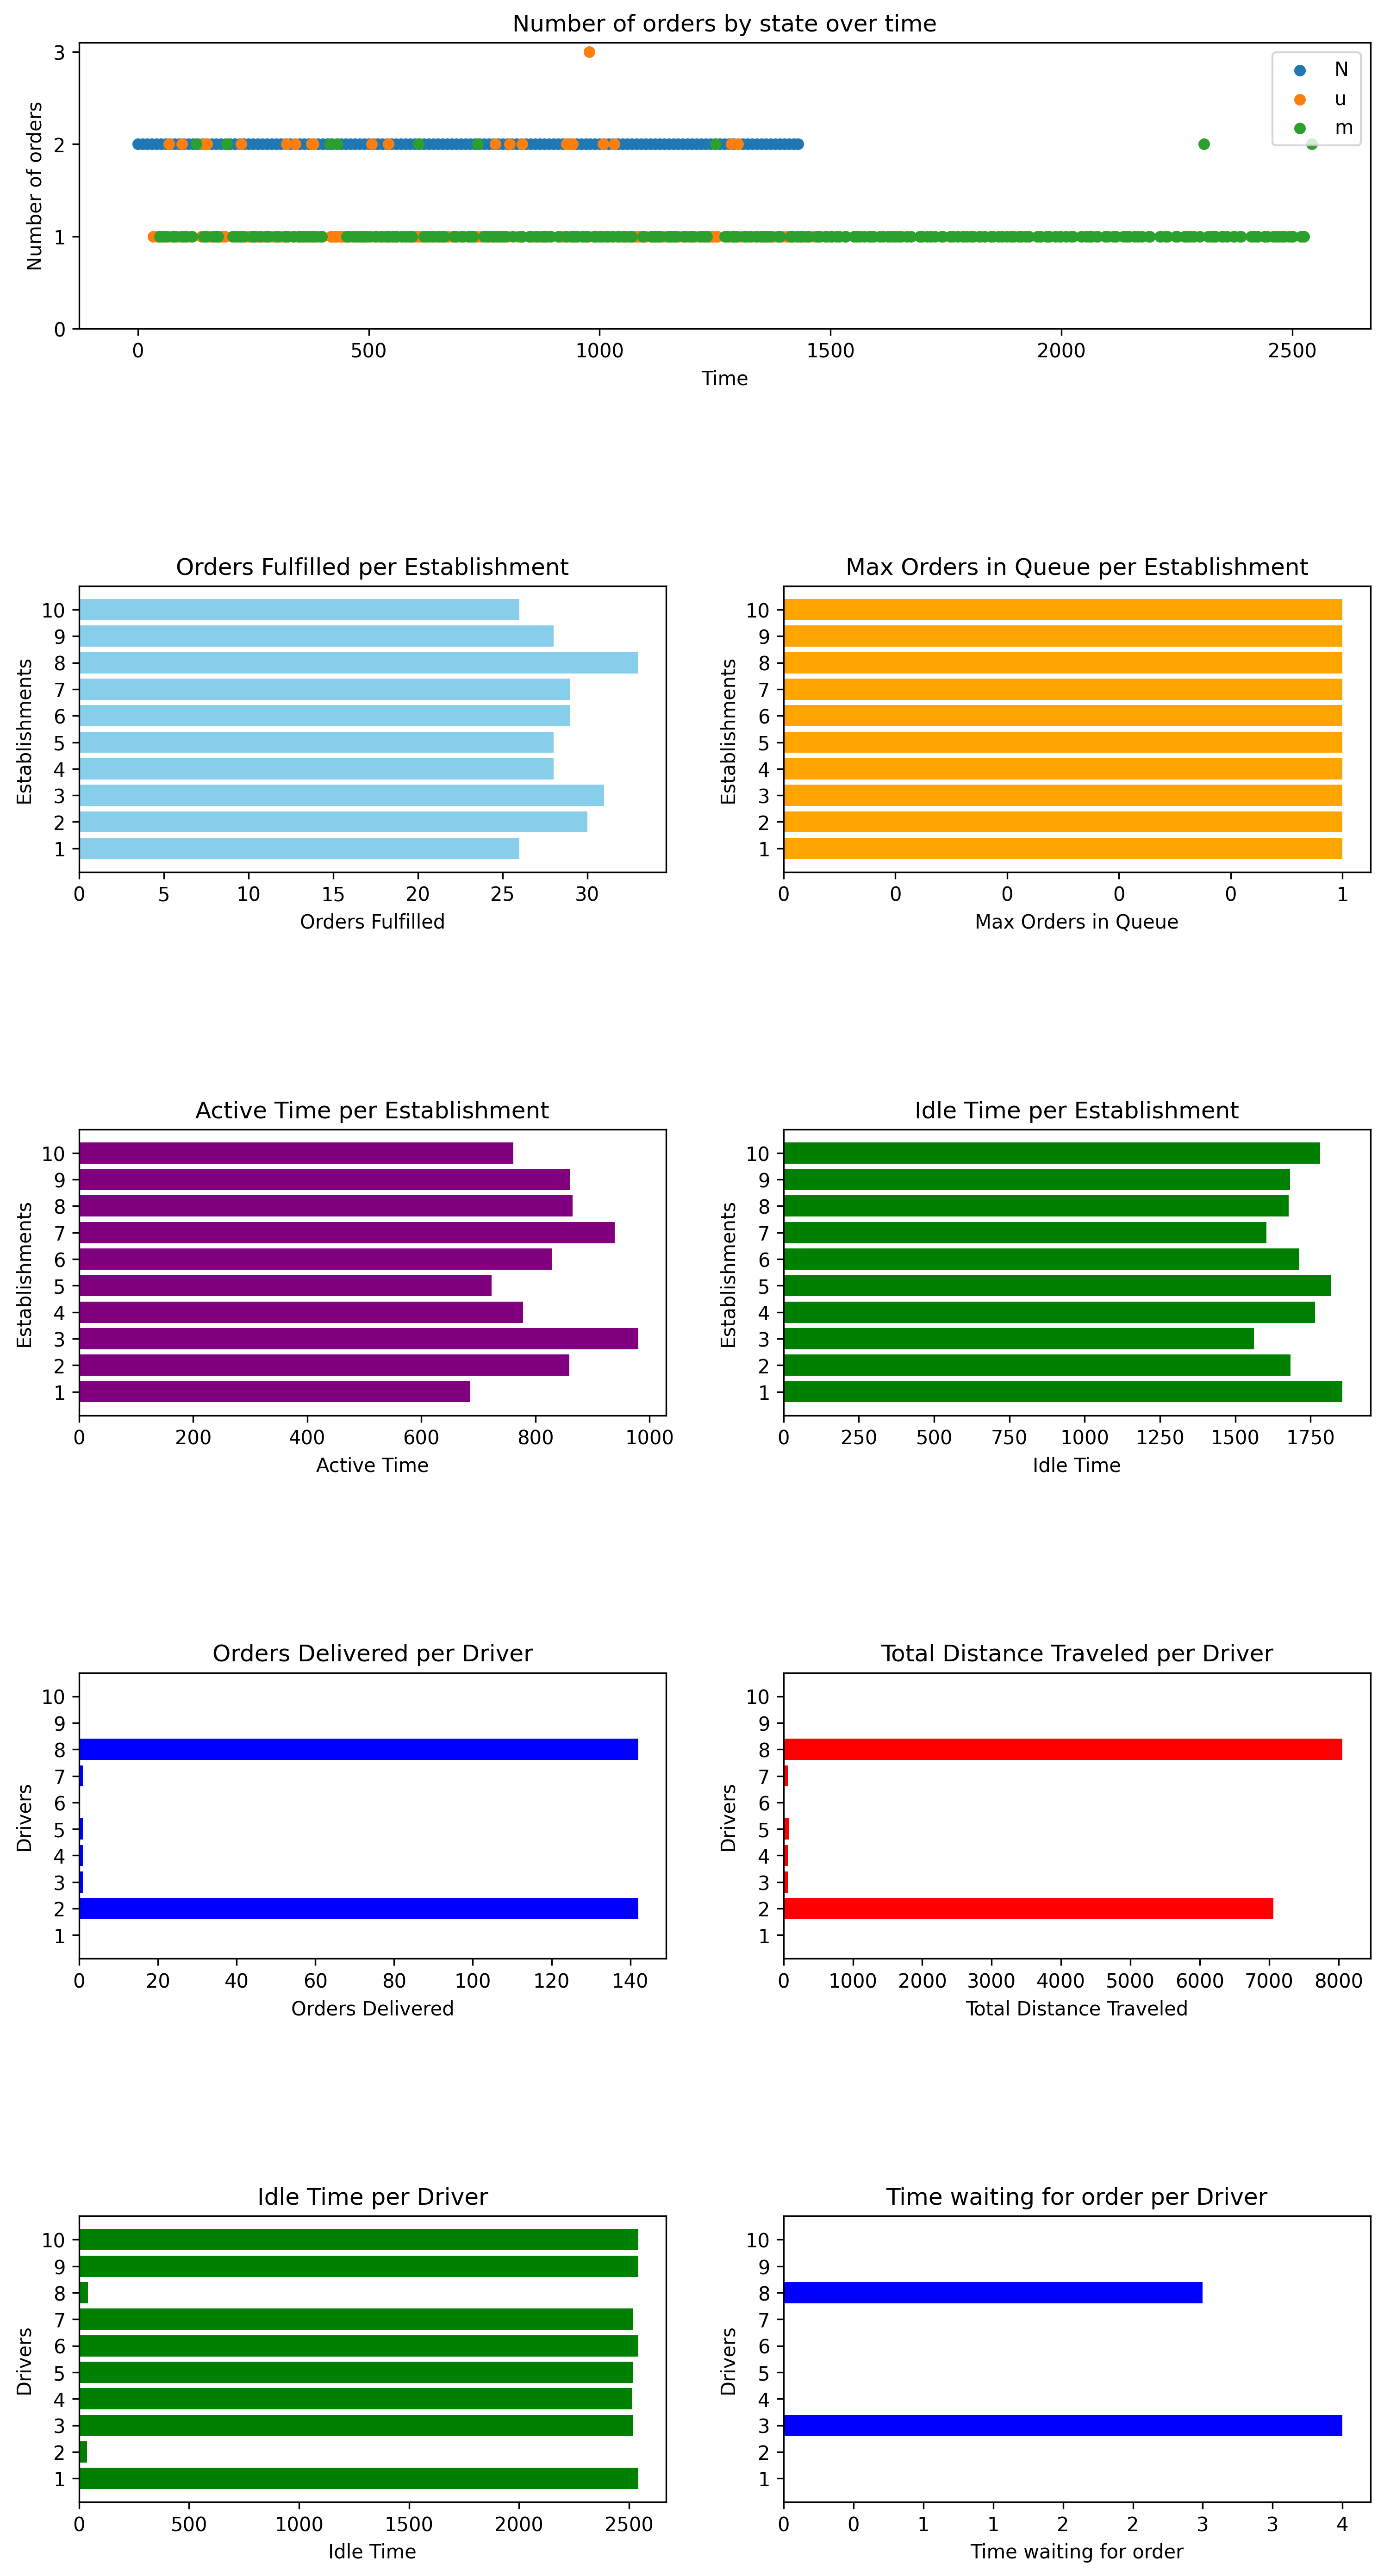 Number of orders by state over time
3
2
1
0
Number of orders
N
u
m
0 500 1000 1500 2000 2500
Time
Orders Fulfilled per Establishment
10
9
8
7
6
5
4
3
2
1
Establishments
0 5 10 15 20 25 30
Orders Fulfilled
Max Orders in Queue per Establishment
10
9
8
7
6
5
4
3
2
1
Establishments
0 0 0 0 0 1
Max Orders in Queue
Active Time per Establishment
10
9
8
7
6
5
4
3
2
1
Establishments
0 200 400 600 800 1000
Active Time
Idle Time per Establishment
10
9
8
7
6
5
4
3
2
1
Establishments
0 250 500 750 1000 1250 1500 1750
Idle Time
Orders Delivered per Driver
10
9
8
7
6
5
4
3
2
1
Drivers
0 20 40 60 80 100 120 140
Orders Delivered
Total Distance Traveled per Driver
10
9
8
7
6
5
4
3
2
1
Drivers
0 1000 2000 3000 4000 5000 6000 7000 8000
Total Distance Traveled
Idle Time per Driver
10
9
8
7
6
5
4
3
2
1
Drivers
0 500 1000 1500 2000 2500
Idle Time
Time waiting for order per Driver
10
9
8
7
6
5
4
3
2
1
Drivers
0 0 1 1 2 2 3 3 4
Time waiting for order